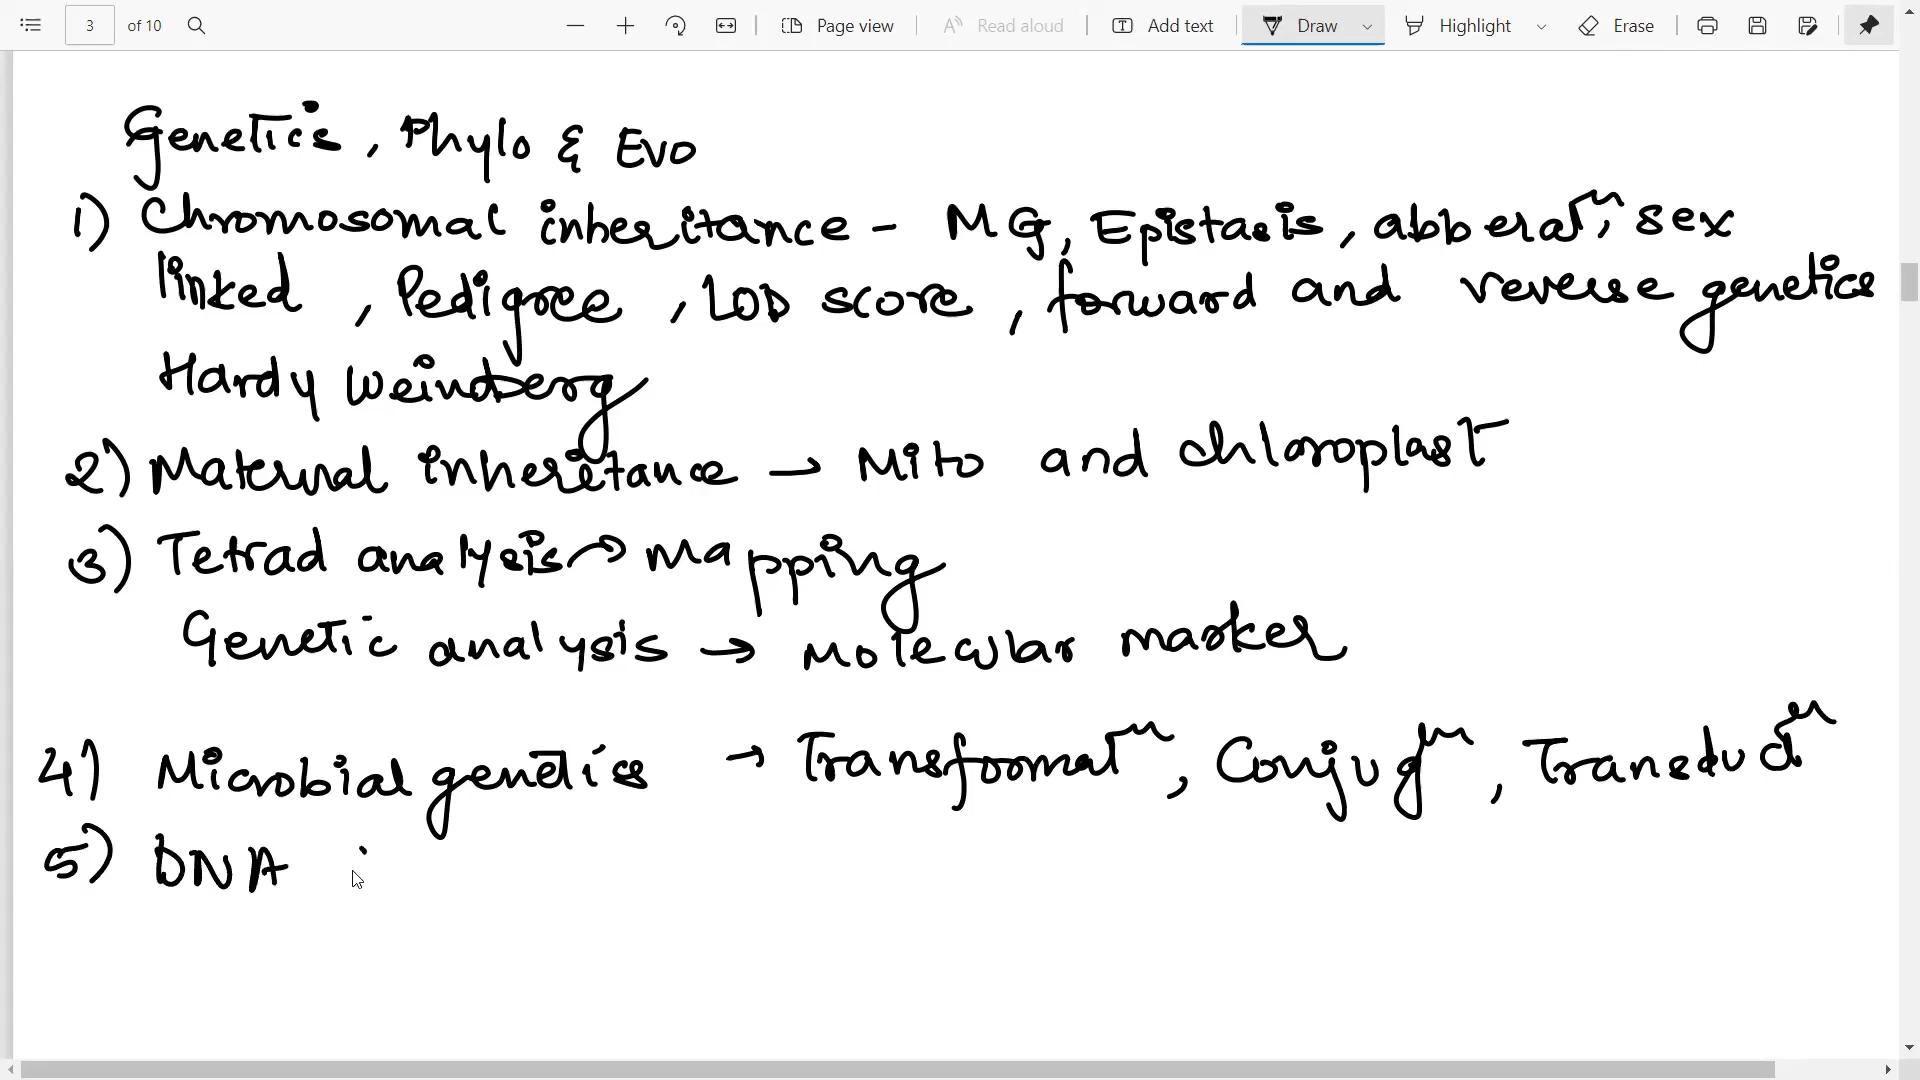 3 of 10 Page view Read aloud Add text Draw Highlight Erase
Genetics, Phylo & Evo
1) Chromosomal inheritance - MG, Epistasis, abberatn, sex
linked, Pedigree, LOD score, forward and reverse genetics
Hardy Weindberg
2) Maternal inheritance → Mito and chloroplast
3) Tetrad analysis → mapping
Genetic analysis → molecular marker
4) Microbial genetics → Transformatn, Conjugn, Transductn
5) DNA